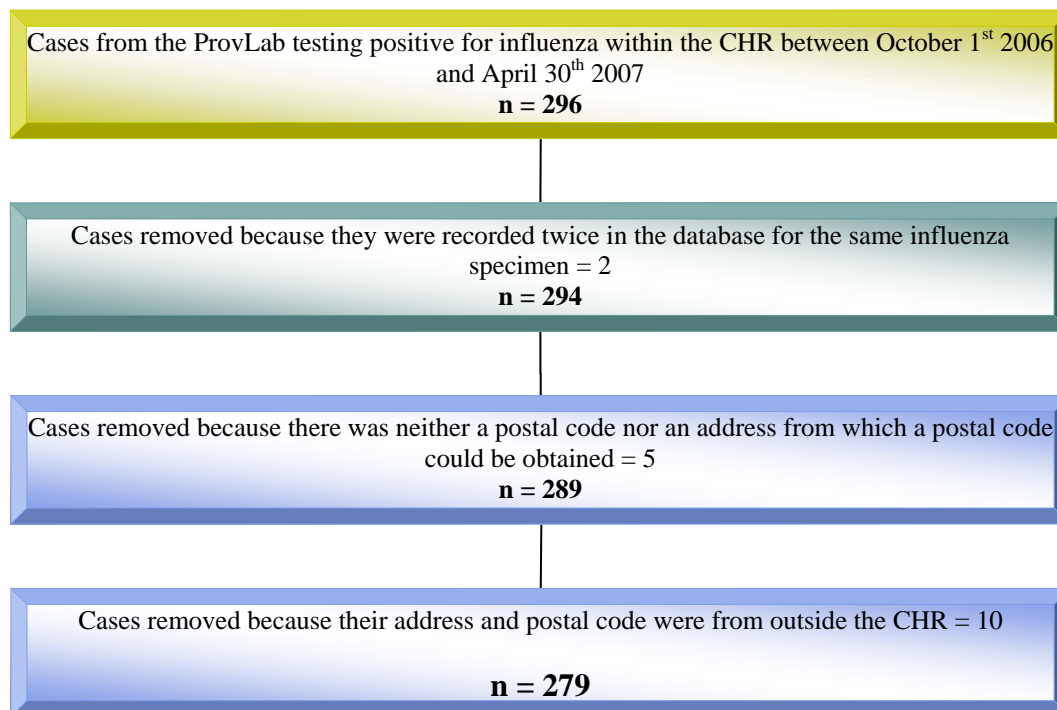 Cases from the ProvLab testing positive for influenza within the CHR between October 1st 2006
and April 30th 2007
n = 296
Cases removed because they were recorded twice in the database for the same influenza
specimen = 2
n = 294
Cases removed because there was neither a postal code nor an address from which a postal code
could be obtained = 5
n = 289
Cases removed because their address and postal code were from outside the CHR = 10
n = 279